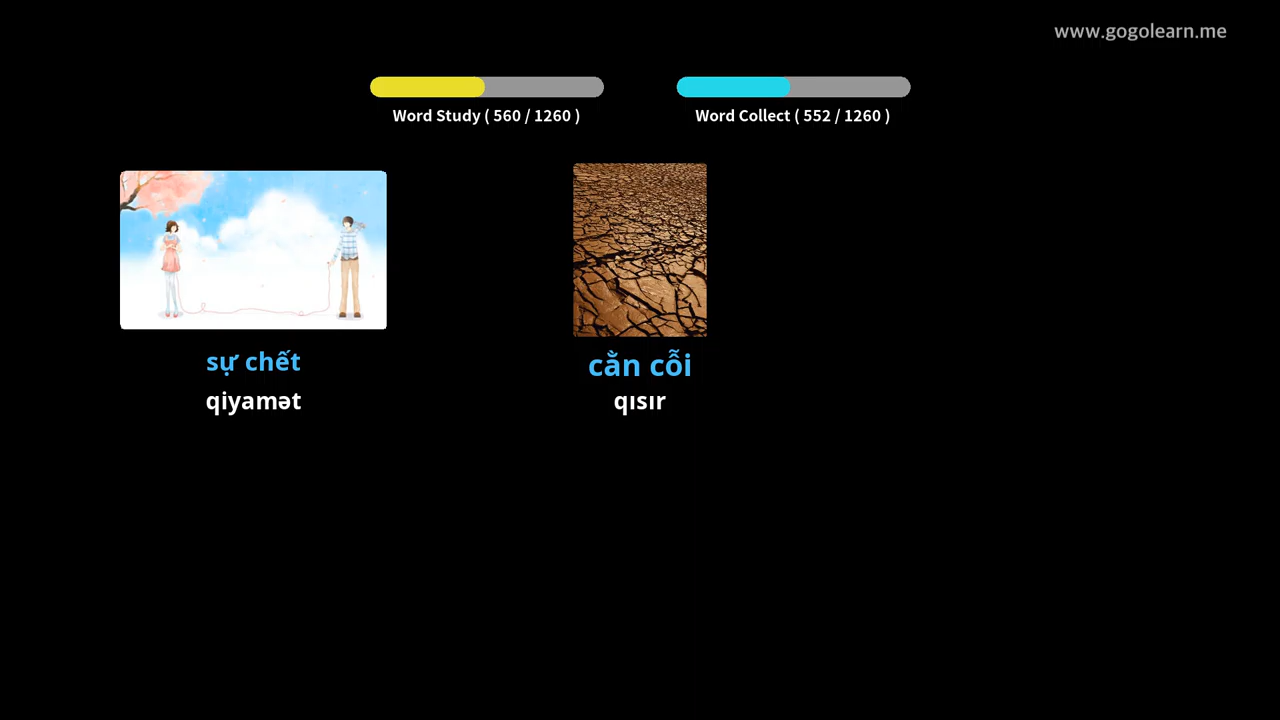 www.gogolearn.me
Word Study ( 560 / 1260 )
Word Collect ( 552 / 1260 )
sự chết
qiyamət
cằn cỗi
qısır